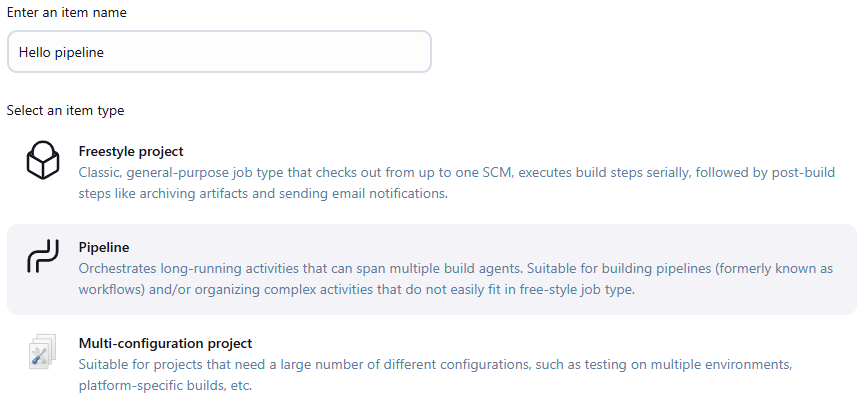 Enter an item name
Hello pipeline
Select an item type
Freestyle project
Classic, general-purpose job type that checks out from up to one SCM, executes build steps serially, followed by post-build
steps like archiving artifacts and sending email notifications.
Pipeline
Orchestrates long-running activities that can span multiple build agents. Suitable for building pipelines (formerly known as
workflows) and/or organizing complex activities that do not easily fit in free-style job type.
Multi-configuration project
Suitable for projects that need a large number of different configurations, such as testing on multiple environments,
platform-specific builds, etc.